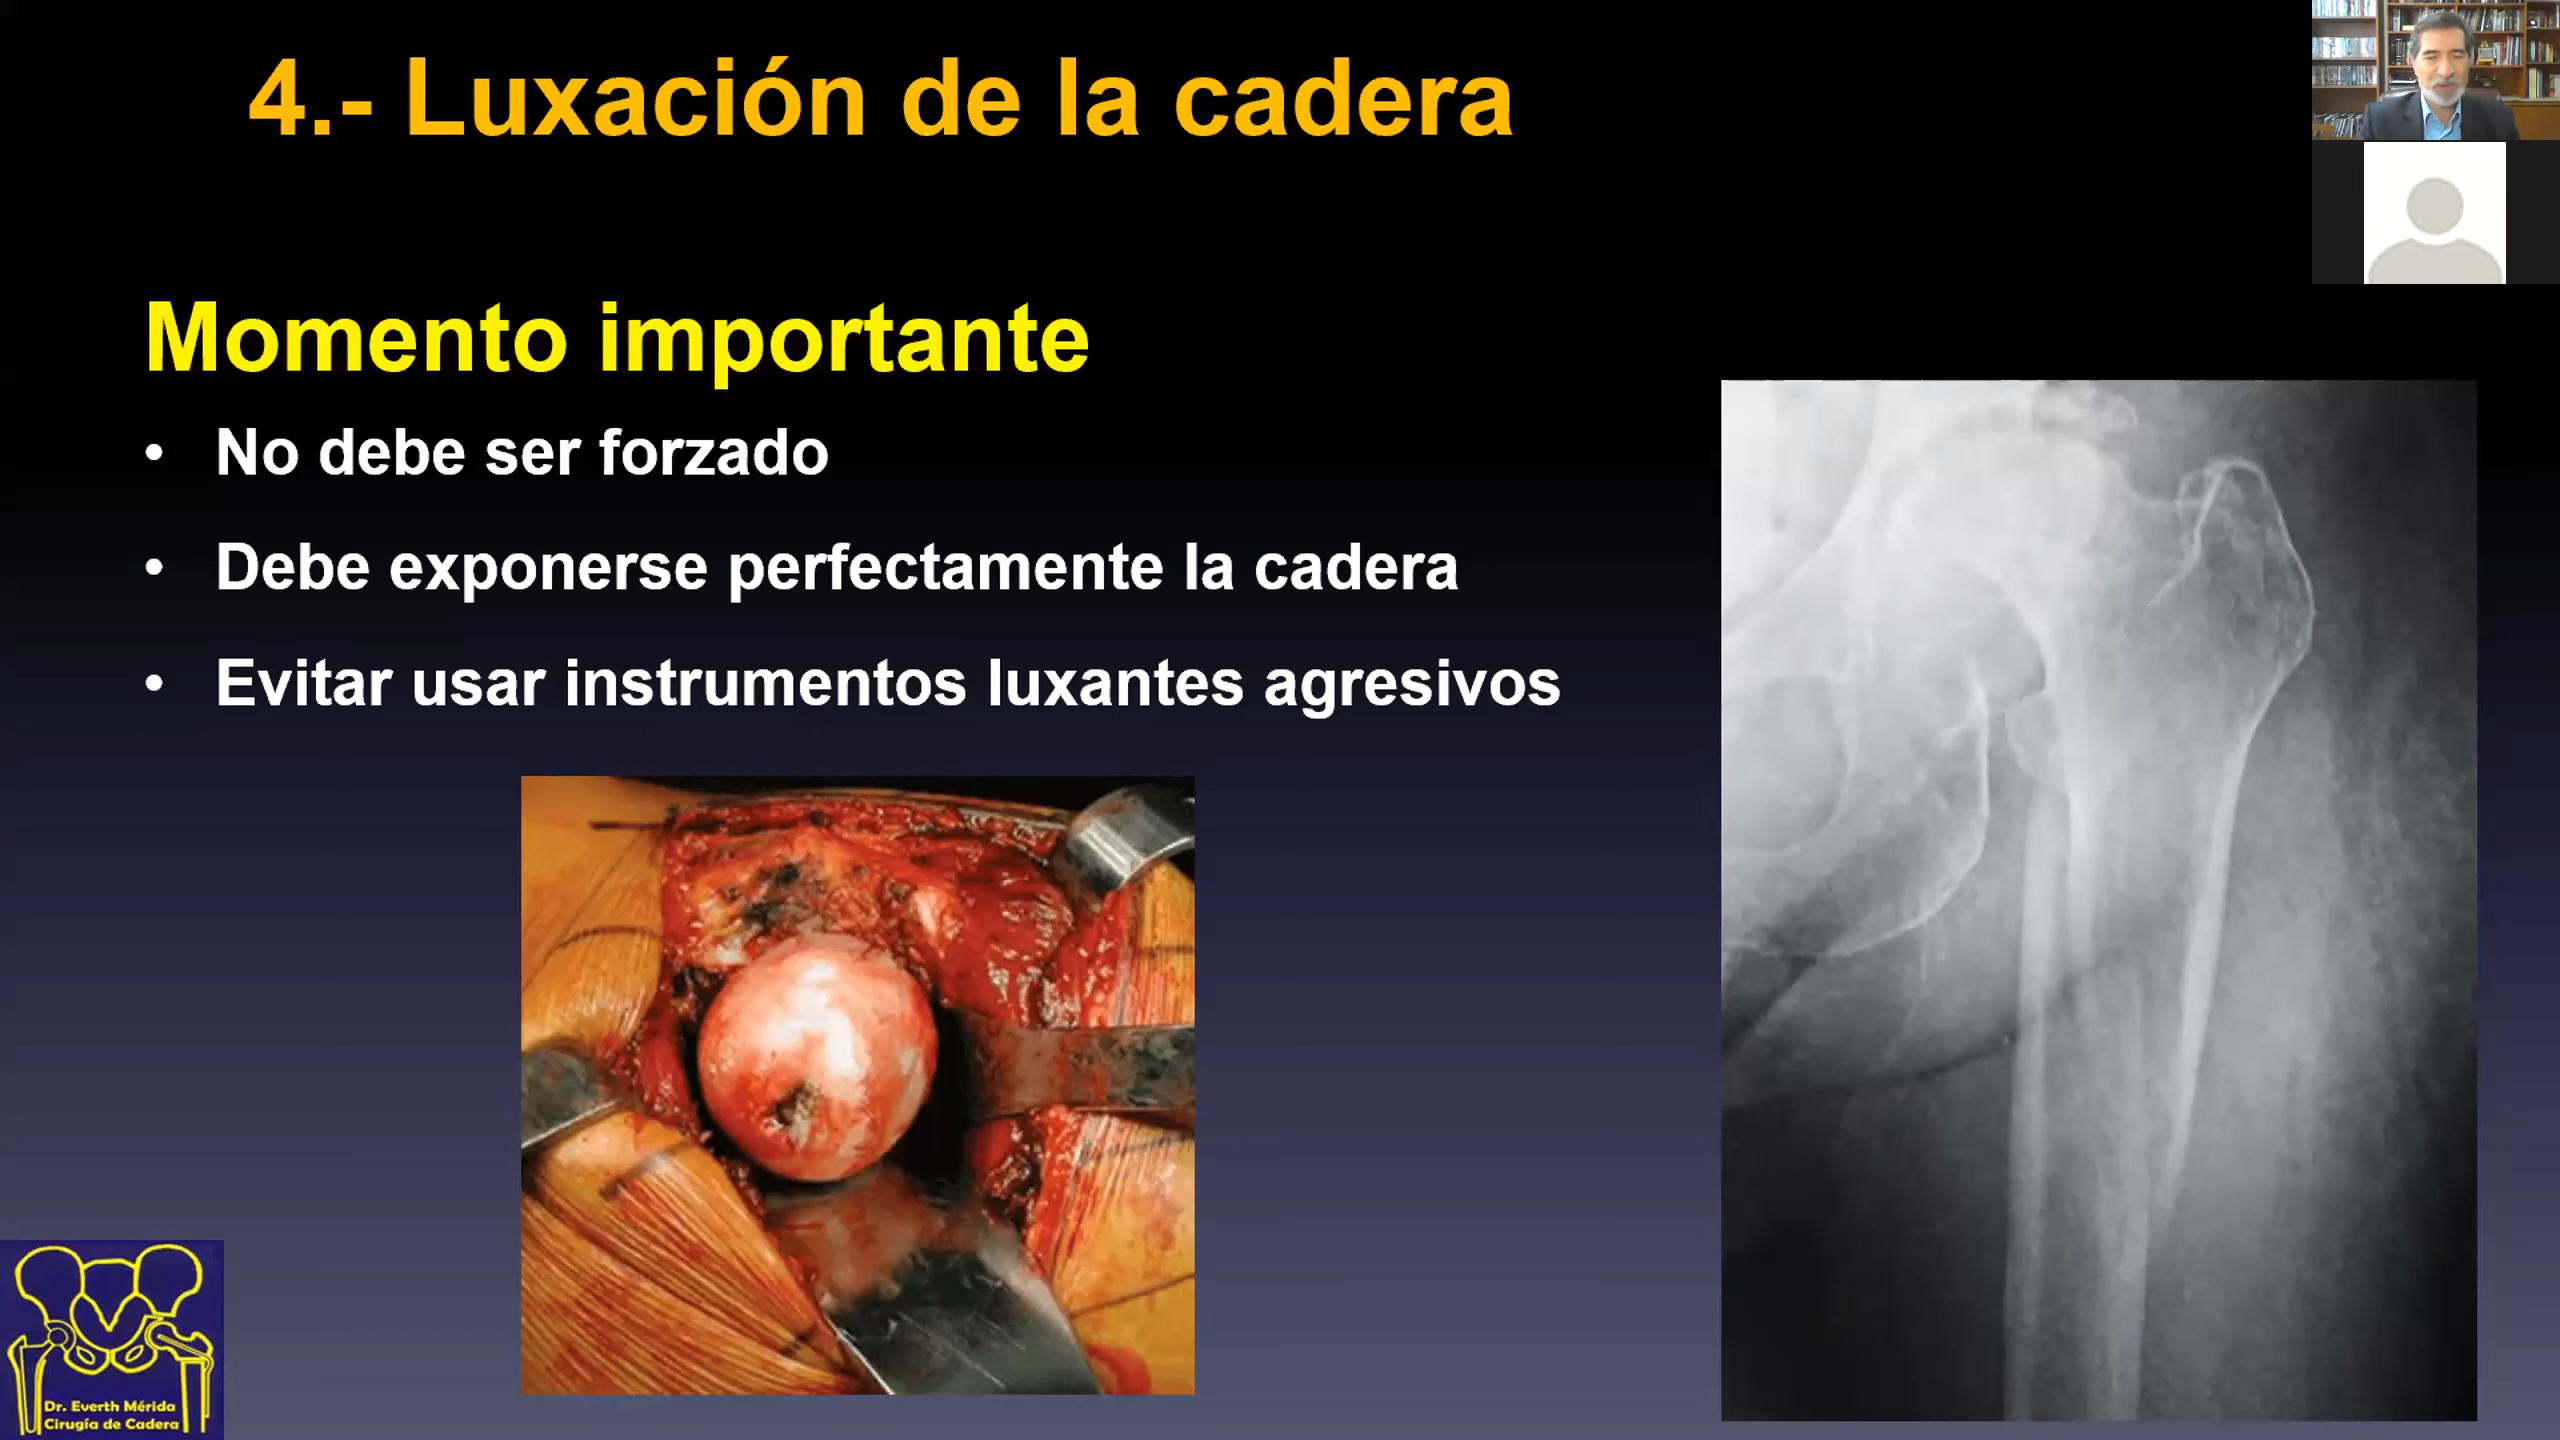 4.- Luxación de la cadera
Momento importante
• No debe ser forzado
• Debe exponerse perfectamente la cadera
• Evitar usar instrumentos luxantes agresivos
Dr. Everth Mérida
Cirugía de Cadera